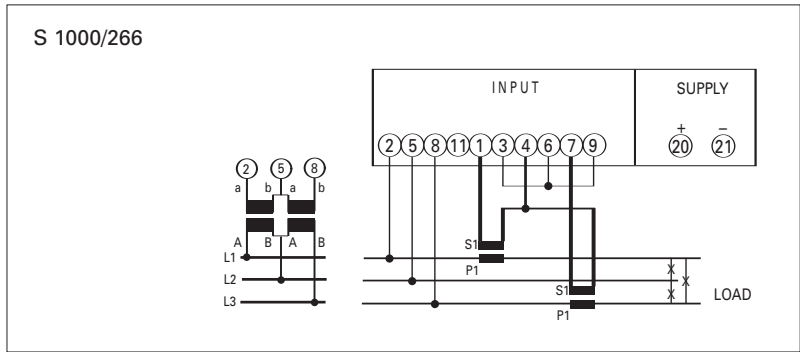 S 1000/266
INPUT SUPPLY
+ –
2 5 8 11 1 3 4 6 7 9 20 21
2 5 8
a b a b
A B A B
S1
L1
P1
L2
S1
LOAD
L3
P1